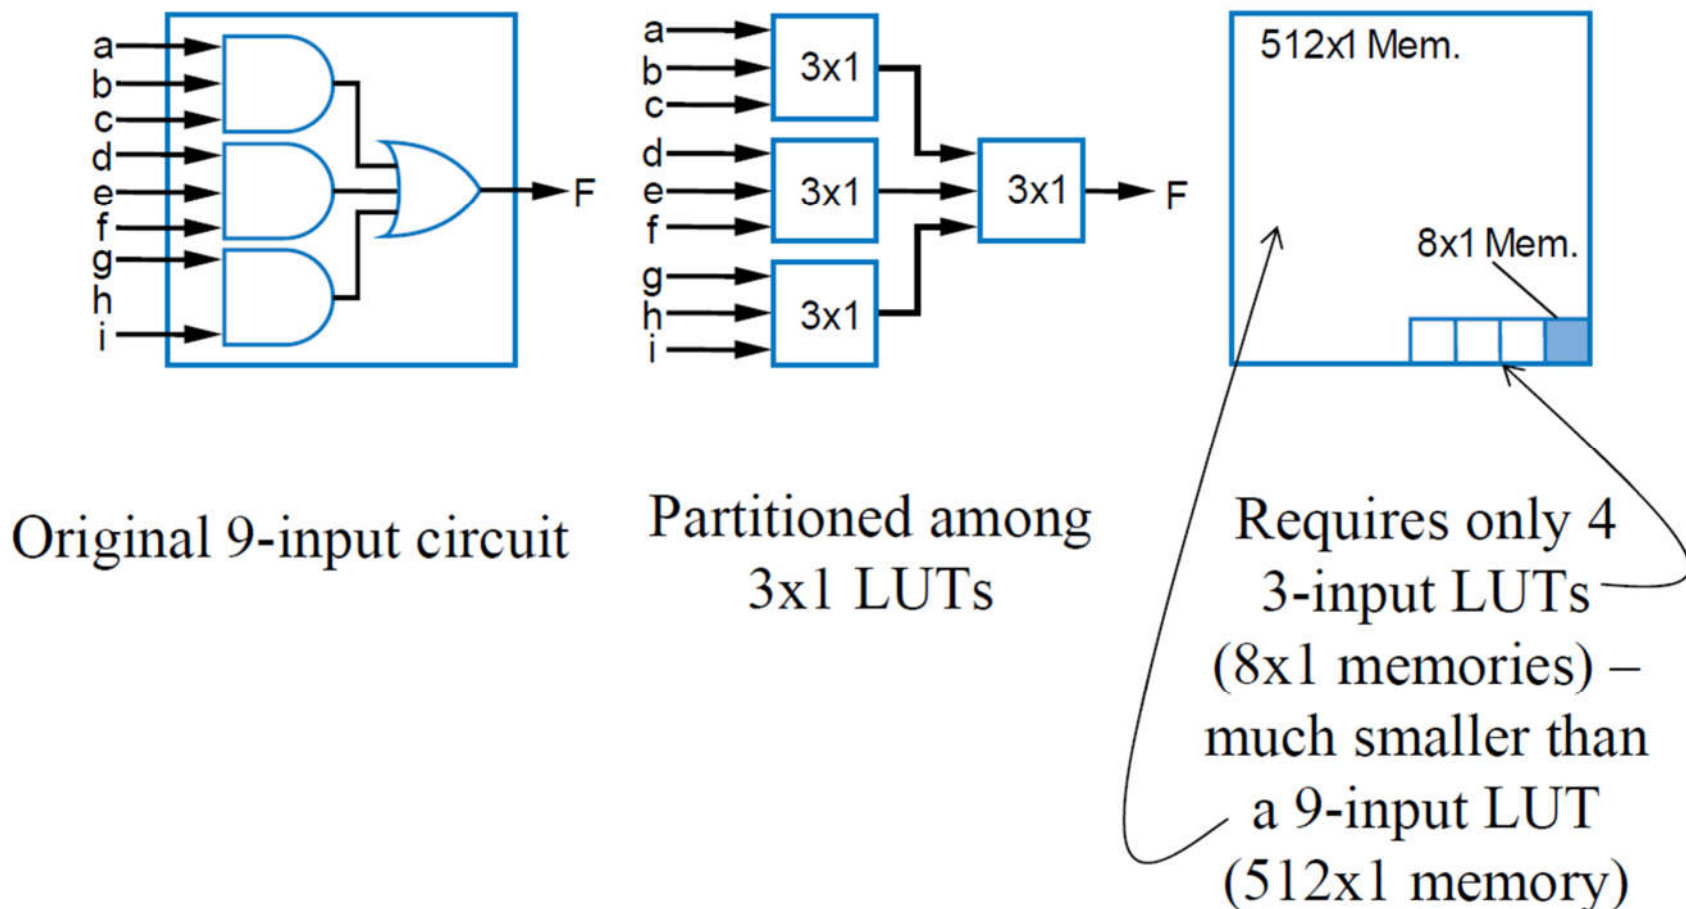 a
b
c
d
e
f
g
h
i
F
Original 9-input circuit
a
b
c
d
e
f
g
h
i
3x1
3x1
3x1
3x1
F
Partitioned among
3x1 LUTs
512x1 Mem.
8x1 Mem.
Requires only 4
3-input LUTs
(8x1 memories) –
much smaller than
a 9-input LUT
(512x1 memory)